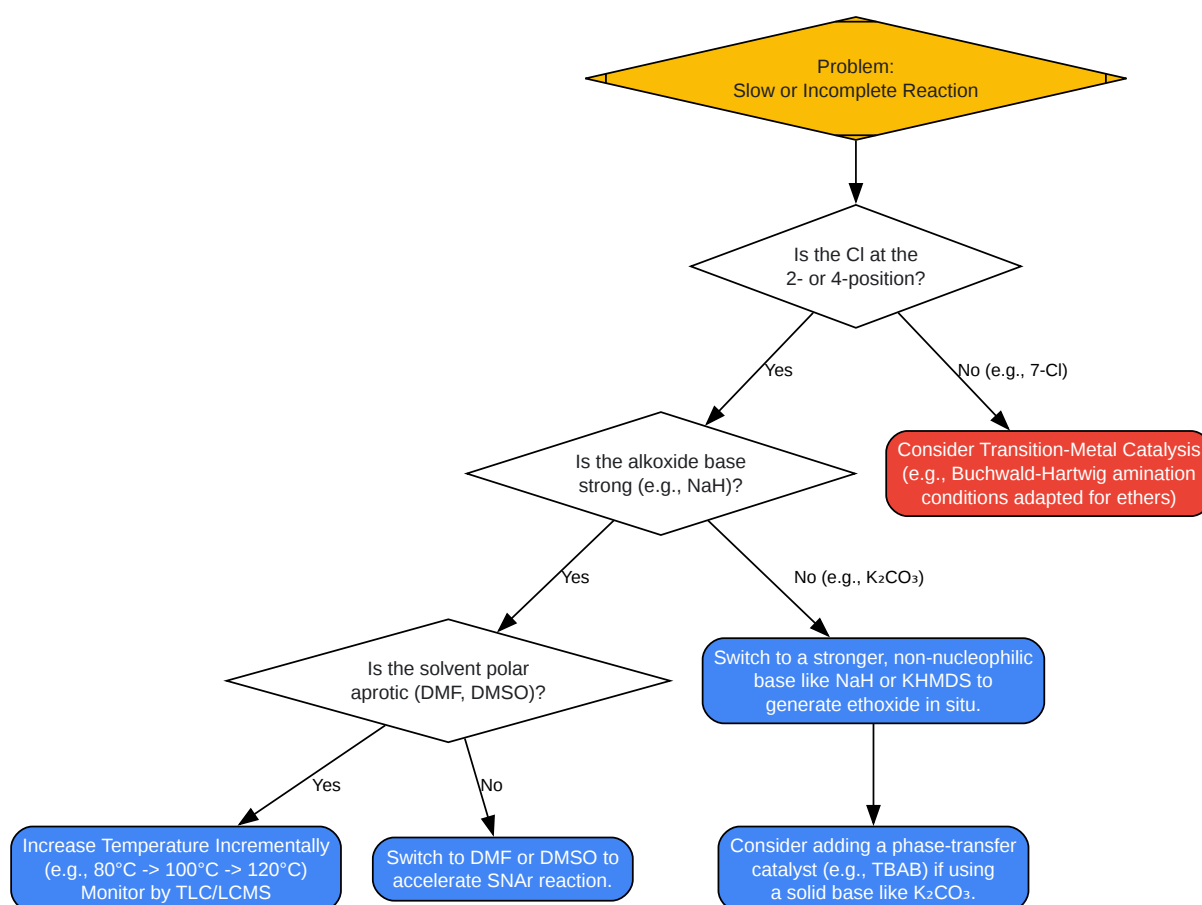 Problem:
Slow or Incomplete Reaction
Is the Cl at the
2- or 4-position?
Yes
No (e.g., 7-Cl)
Is the alkoxide base
strong (e.g., NaH)?
Consider Transition-Metal Catalysis
(e.g., Buchwald-Hartwig amination
conditions adapted for ethers)
Yes
No (e.g., K₂CO₃)
Is the solvent polar
aprotic (DMF, DMSO)?
Switch to a stronger, non-nucleophilic
base like NaH or KHMDS to
generate ethoxide in situ.
Yes
No
Increase Temperature Incrementally
(e.g., 80°C -> 100°C -> 120°C)
Monitor by TLC/LCMS
Switch to DMF or DMSO to
accelerate SNAr reaction.
Consider adding a phase-transfer
catalyst (e.g., TBAB) if using
a solid base like K₂CO₃.